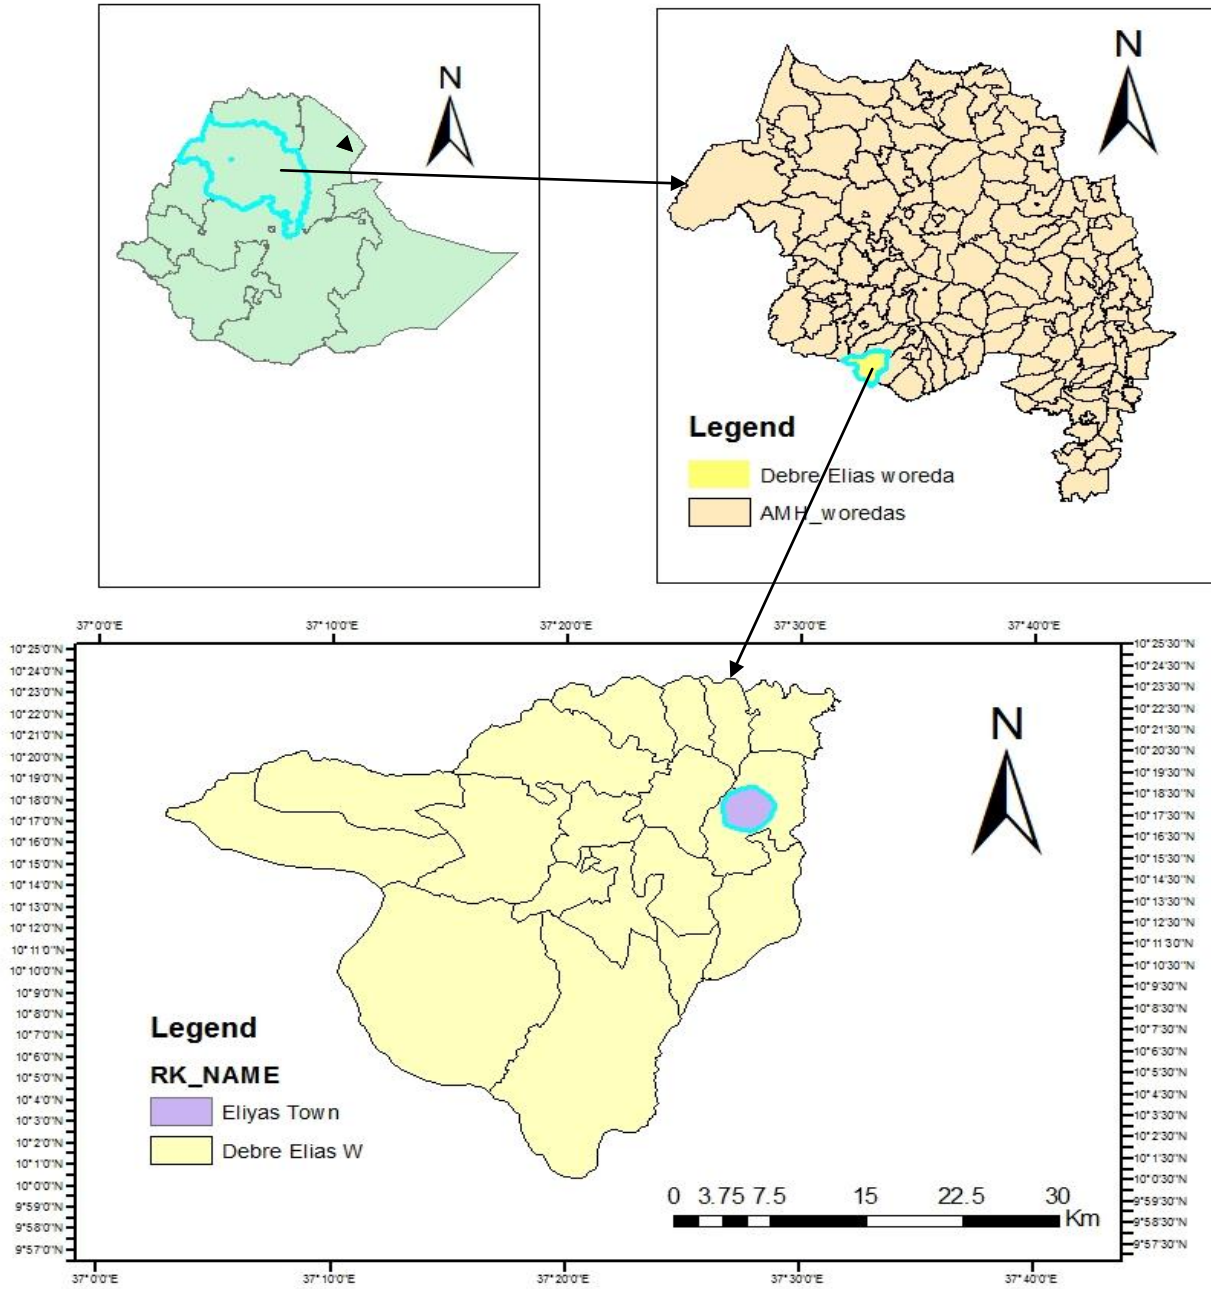 N
N
Legend
Debre Elias woreda
AMH_woredas
37°0'0"E
37°10'0"E
37°20'0"E
37°30'0"E
37°40'0"E
10°25'0"N
10°24'0"N
10°23'0"N
10°22'0"N
10°21'0"N
10°20'0"N
10°19'0"N
10°18'0"N
10°17'0"N
10°16'0"N
10°15'0"N
10°14'0"N
10°13'0"N
10°12'0"N
10°11'0"N
10°10'0"N
10°9'0"N
10°8'0"N
10°7'0"N
10°6'0"N
10°5'0"N
10°4'0"N
10°3'0"N
10°2'0"N
10°1'0"N
10°0'0"N
9°59'0"N
9°58'0"N
9°57'0"N
N
Legend
RK_NAME
Eliyas Town
Debre Elias W
0 3.75 7.5 15 22.5 30
Km
10°25'30"N
10°24'30"N
10°23'30"N
10°22'30"N
10°21'30"N
10°20'30"N
10°19'30"N
10°18'30"N
10°17'30"N
10°16'30"N
10°15'30"N
10°14'30"N
10°13'30"N
10°12'30"N
10°11'30"N
10°10'30"N
10°9'30"N
10°8'30"N
10°7'30"N
10°6'30"N
10°5'30"N
10°4'30"N
10°3'30"N
10°2'30"N
10°1'30"N
10°0'30"N
9°59'30"N
9°58'30"N
9°57'30"N
37°0'0"E
37°10'0"E
37°20'0"E
37°30'0"E
37°40'0"E